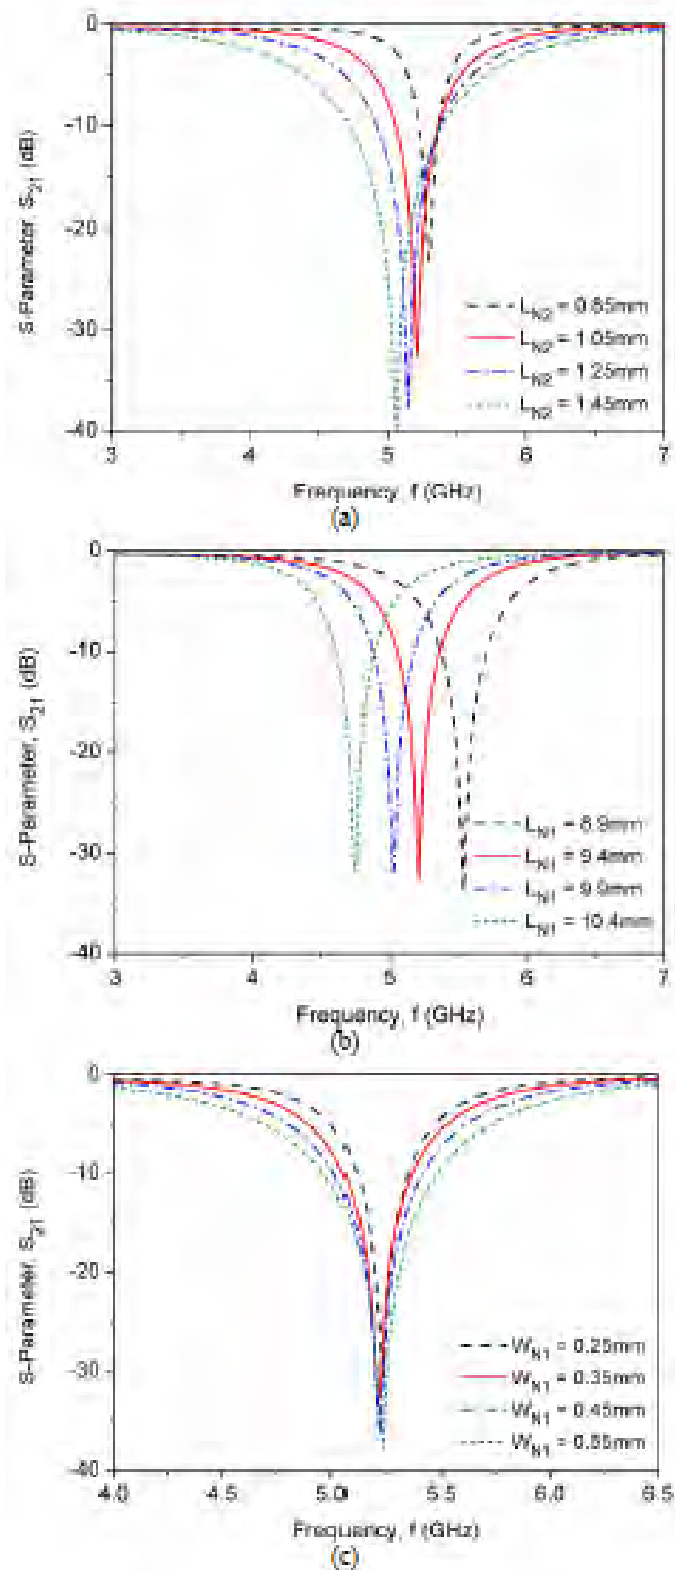 0
-10
-20
-30
-40
S-Parameter, S21 (dB)
LN2 = 0.85mm
LN2 = 1.05mm
LN2 = 1.25mm
LN2 = 1.45mm
3 4 5 6 7
Frequency, f (GHz)
(a)
0
-10
-20
-30
-40
S-Parameter, S21 (dB)
LN1 = 8.9mm
LN1 = 9.4mm
LN1 = 9.9mm
LN1 = 10.4mm
3 4 5 6 7
Frequency, f (GHz)
(b)
0
-10
-20
-30
-40
S-Parameter, S21 (dB)
WN1 = 0.25mm
WN1 = 0.35mm
WN1 = 0.45mm
WN1 = 0.55mm
4.0 4.5 5.0 5.5 6.0 6.5
Frequency, f (GHz)
(c)